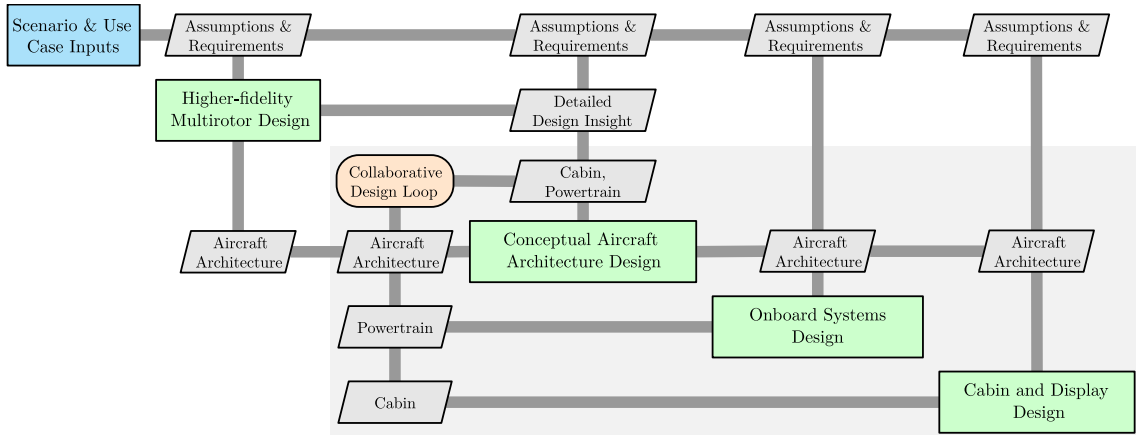 Scenario & Use
Case Inputs
Assumptions &
Requirements
Assumptions &
Requirements
Assumptions &
Requirements
Assumptions &
Requirements
Higher-fidelity
Multirotor Design
Detailed
Design Insight
Collaborative
Design Loop
Cabin,
Powertrain
Aircraft
Architecture
Aircraft
Architecture
Conceptual Aircraft
Architecture Design
Aircraft
Architecture
Aircraft
Architecture
Powertrain
Onboard Systems
Design
Cabin
Cabin and Display
Design